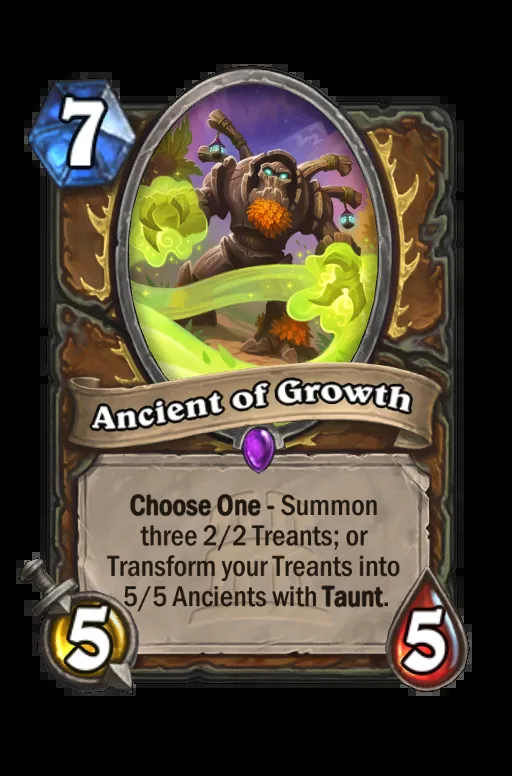 7
Ancient of Growth
Choose One - Summon
three 2/2 Treants; or
Transform your Treants into
5/5 Ancients with Taunt.
5
5